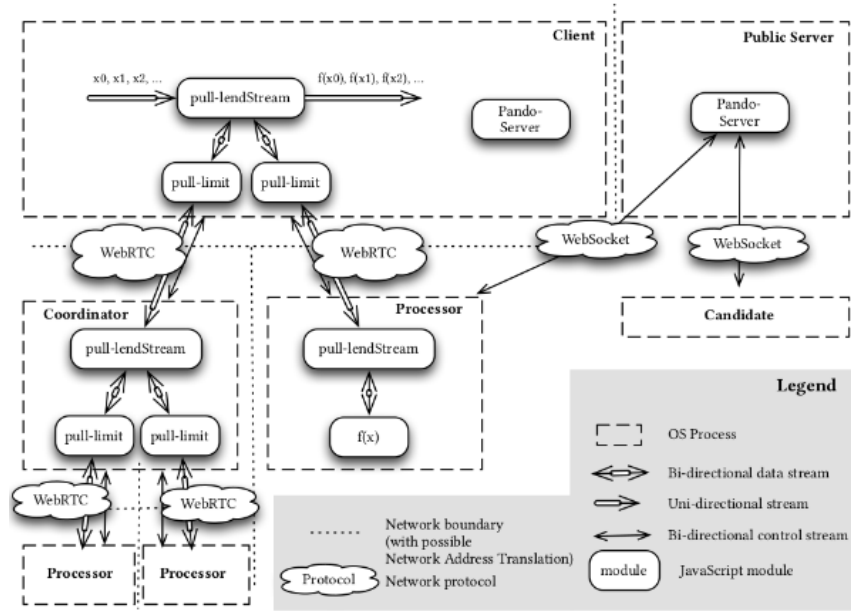 Client
Public Server
x0, x1, x2, ...
f(x0), f(x1), f(x2), ...
pull-lendStream
Pando-
Server
Pando-
Server
pull-limit
pull-limit
WebRTC
WebRTC
WebSocket
WebSocket
Coordinator
Processor
Candidate
pull-lendStream
pull-lendStream
pull-limit
pull-limit
f(x)
WebRTC
WebRTC
Processor
Processor
Legend
OS Process
Bi-directional data stream
Uni-directional stream
Bi-directional control stream
module
JavaScript module
Network boundary
(with possible
Network Address Translation)
Protocol
Network protocol